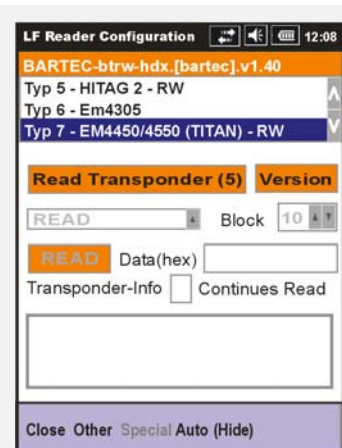 LF Reader Configuration 12:08
BARTEC-btrw-hdx.[bartec].v1.40
Typ 5 - HITAG 2 - RW
Typ 6 - Em4305
Typ 7 - EM4450/4550 (TITAN) - RW
Read Transponder (5) Version
READ Block 10
READ Data(hex)
Transponder-Info Continues Read
Close Other Special Auto (Hide)